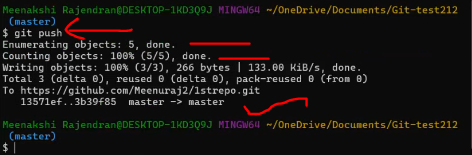 Meenakshi Rajendran@DESKTOP-1KD3Q9J MINGW64 ~/OneDrive/Documents/Git-test212
(master)
$ git push
Enumerating objects: 5, done.
Counting objects: 100% (5/5), done.
Writing objects: 100% (3/3), 266 bytes | 133.00 KiB/s, done.
Total 3 (delta 0), reused 0 (delta 0), pack-reused 0 (from 0)
To https://github.com/Meenuraj2/1strepo.git
13571ef..3b39f85 master -> master
Meenakshi Rajendran@DESKTOP-1KD3Q9J MINGW64 ~/OneDrive/Documents/Git-test212
(master)
$